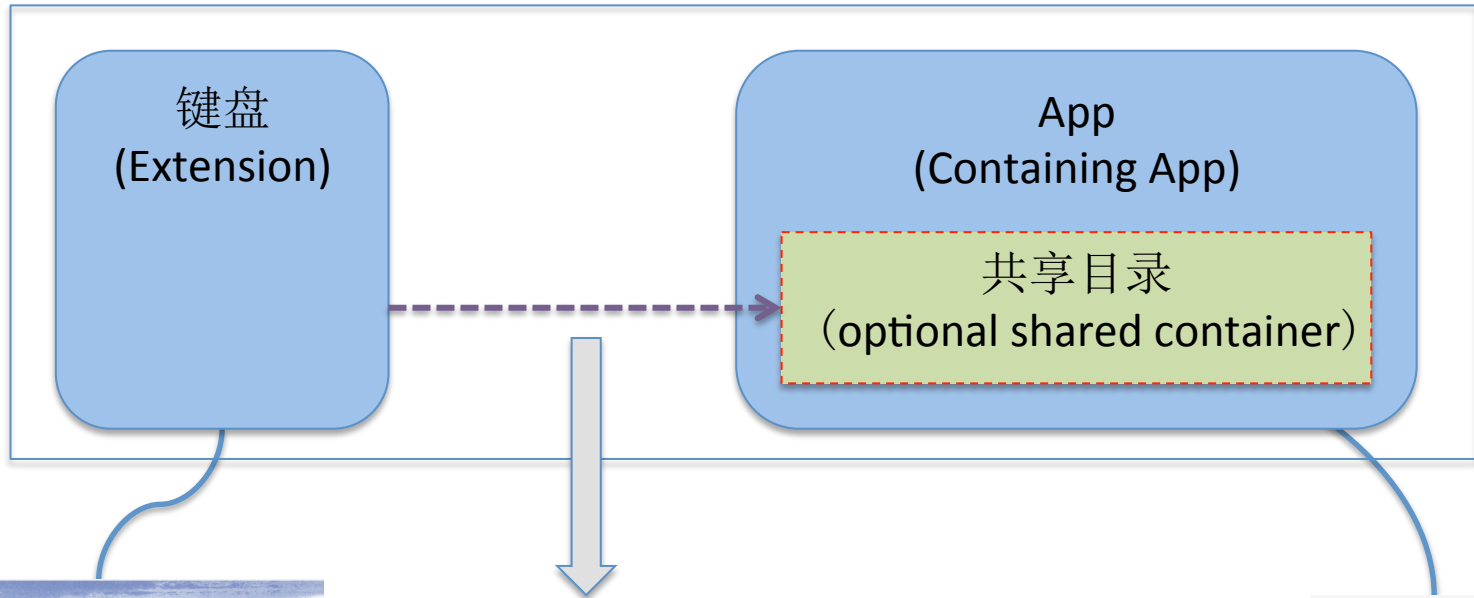 键盘
(Extension)
App
(Containing App)
共享目录
（optional shared container）